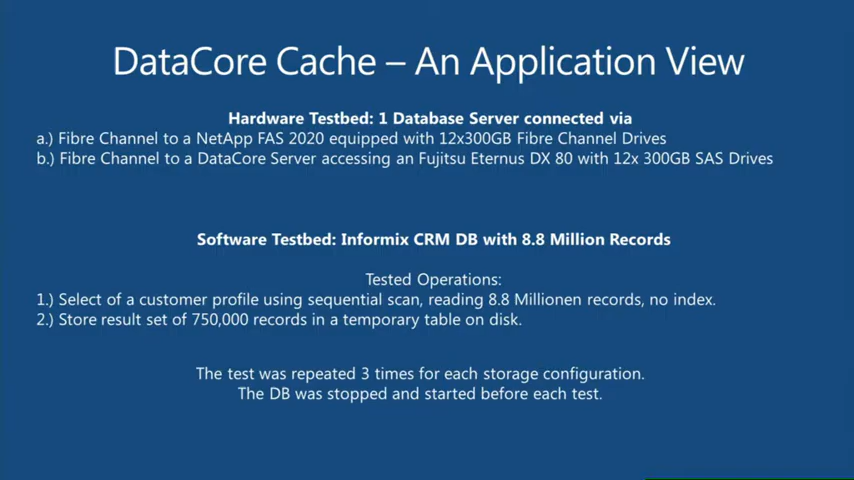 DataCore Cache – An Application View
Hardware Testbed: 1 Database Server connected via
a.) Fibre Channel to a NetApp FAS 2020 equipped with 12x300GB Fibre Channel Drives
b.) Fibre Channel to a DataCore Server accessing an Fujitsu Eternus DX 80 with 12x 300GB SAS Drives
Software Testbed: Informix CRM DB with 8.8 Million Records
Tested Operations:
1.) Select of a customer profile using sequential scan, reading 8.8 Millionen records, no index.
2.) Store result set of 750,000 records in a temporary table on disk.
The test was repeated 3 times for each storage configuration.
The DB was stopped and started before each test.